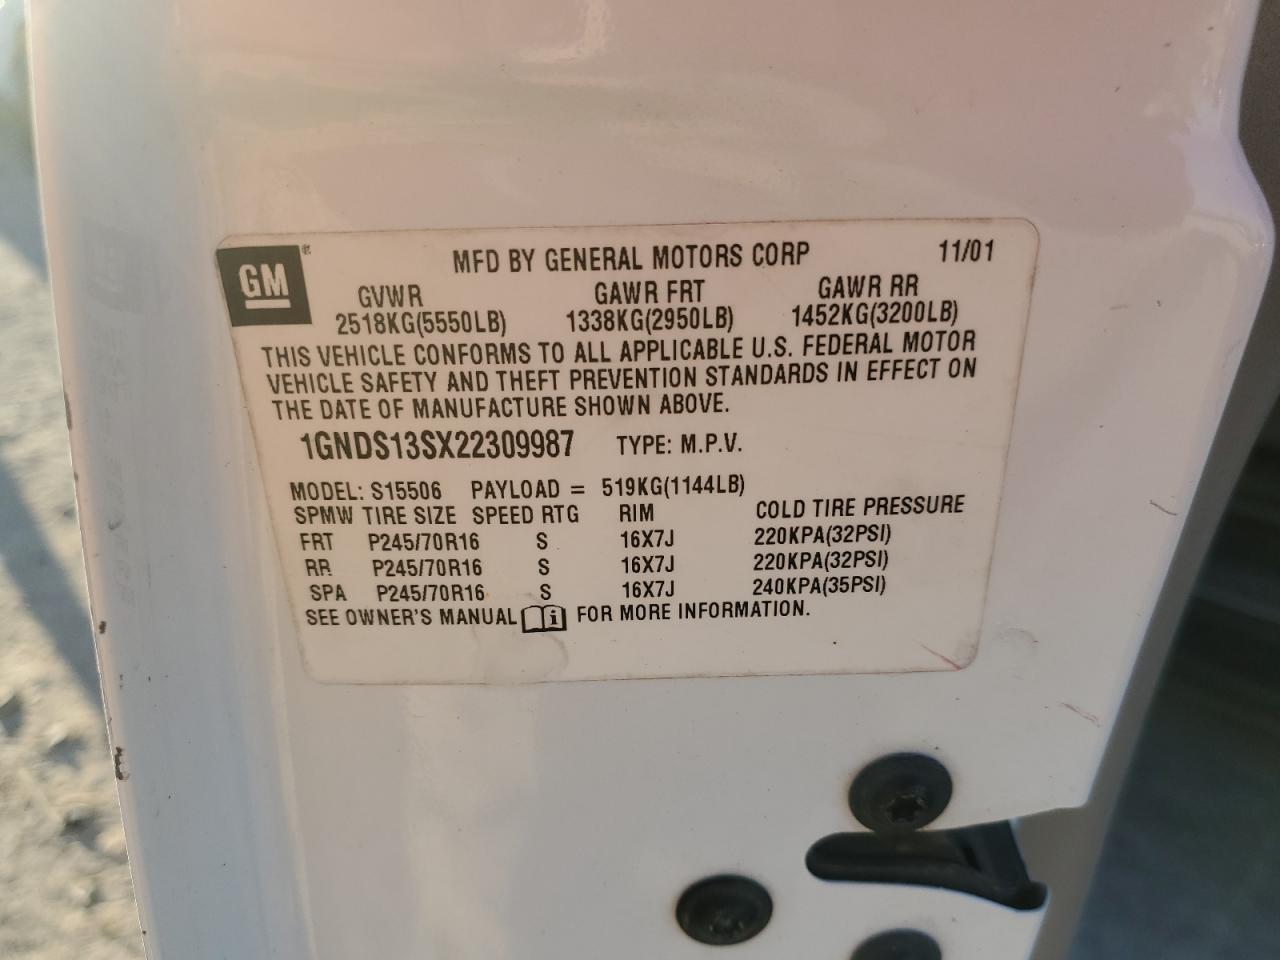 GM ®
MFD BY GENERAL MOTORS CORP 11/01
GVWR GAWR FRT GAWR RR
2518KG(5550LB) 1338KG(2950LB) 1452KG(3200LB)
THIS VEHICLE CONFORMS TO ALL APPLICABLE U.S. FEDERAL MOTOR
VEHICLE SAFETY AND THEFT PREVENTION STANDARDS IN EFFECT ON
THE DATE OF MANUFACTURE SHOWN ABOVE.
1GNDS13SX22309987 TYPE: M.P.V.
MODEL: S15506 PAYLOAD = 519KG(1144LB)
SPMW TIRE SIZE SPEED RTG RIM COLD TIRE PRESSURE
FRT P245/70R16 S 16X7J 220KPA(32PSI)
RR P245/70R16 S 16X7J 220KPA(32PSI)
SPA P245/70R16 S 16X7J 240KPA(35PSI)
SEE OWNER'S MANUAL i FOR MORE INFORMATION.